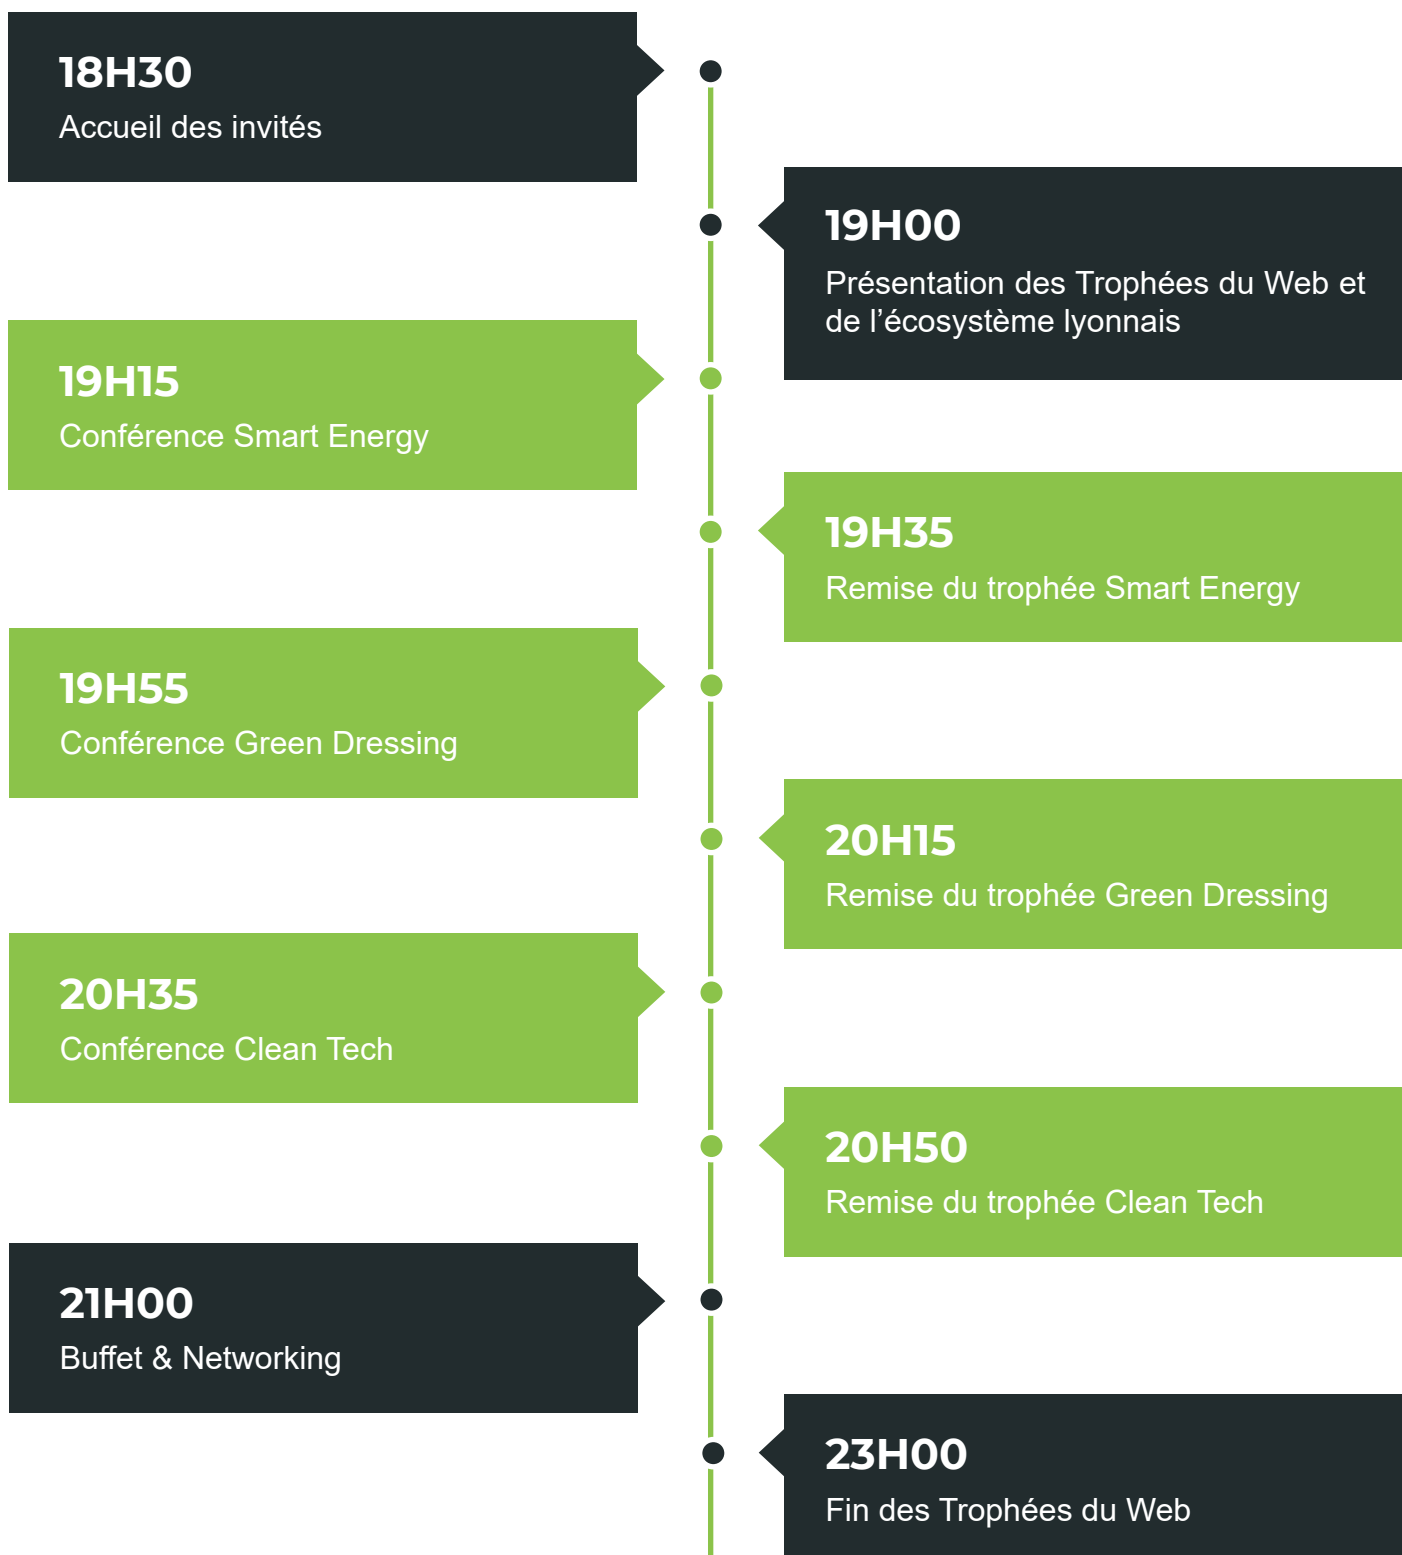 18H30
Accueil des invités
19H00
Présentation des Trophées du Web et
de l’écosystème lyonnais
19H15
Conférence Smart Energy
19H35
Remise du trophée Smart Energy
19H55
Conférence Green Dressing
20H15
Remise du trophée Green Dressing
20H35
Conférence Clean Tech
20H50
Remise du trophée Clean Tech
21H00
Buffet & Networking
23H00
Fin des Trophées du Web